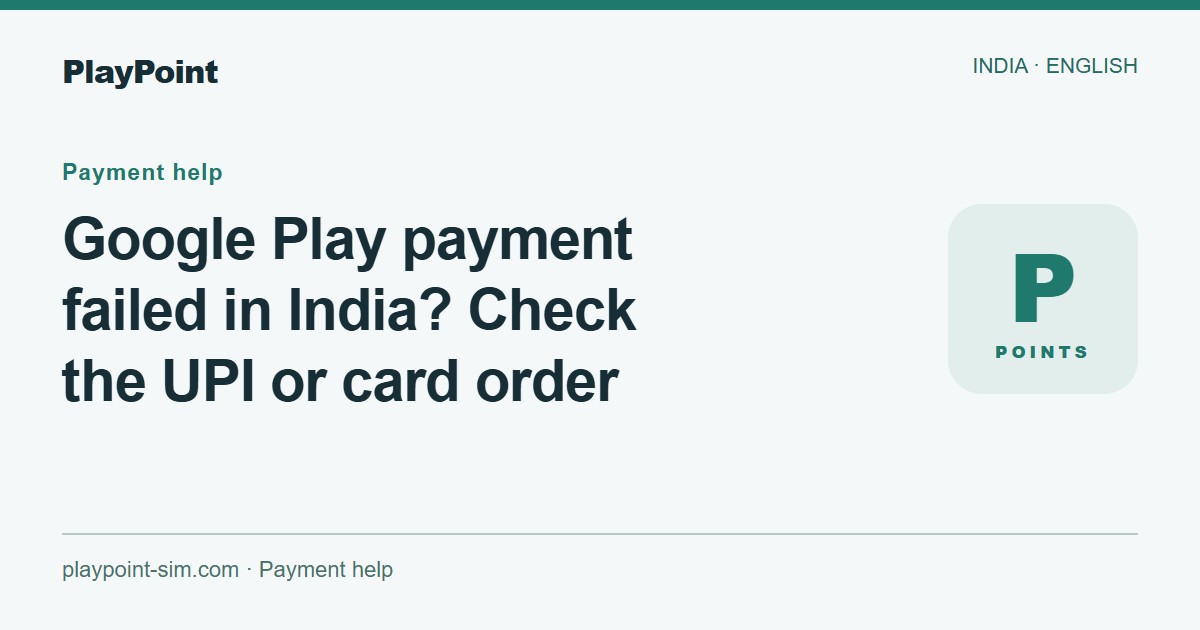 PlayPoint
INDIA · ENGLISH
Payment help
Google Play payment
failed in India? Check
the UPI or card order
P
POINTS
playpoint-sim.com · Payment help